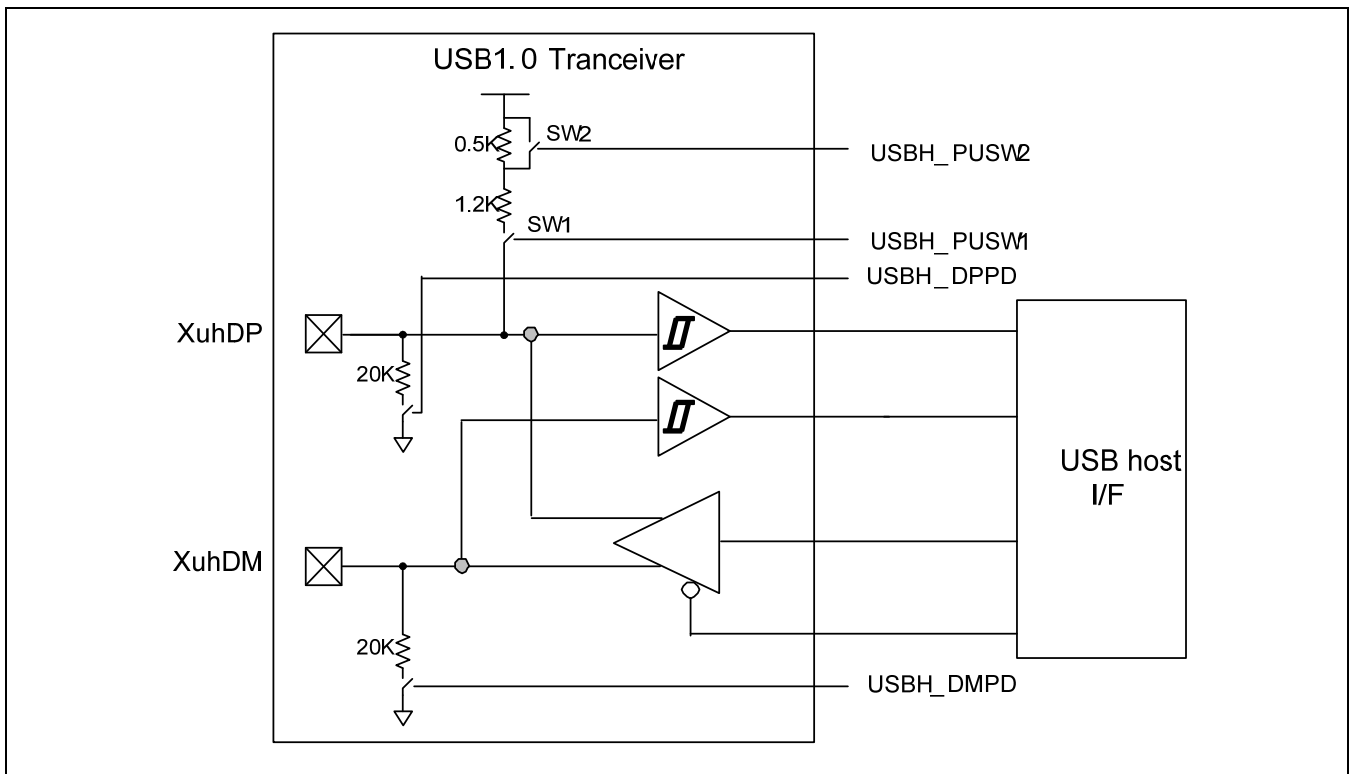 USB1.0 Tranceiver
0.5K
SW2
USBH_PUSW2
1.2K
SW1
USBH_PUSW1
USBH_DPPD
XuhDP
20K
USB host
I/F
XuhDM
20K
USBH_DMPD